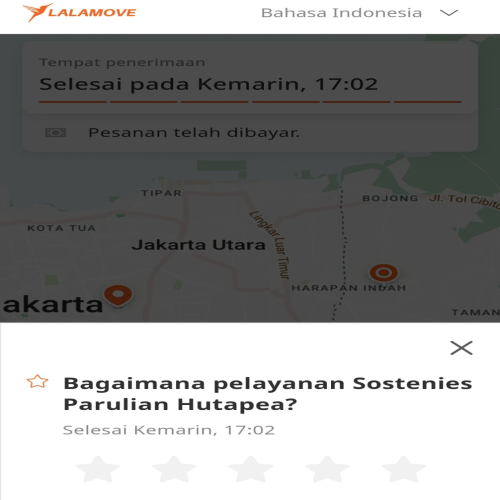 LALAMOVE
Bahasa Indonesia
Tempat penerimaan
Selesai pada Kemarin, 17:02
Pesanan telah dibayar.
TIPAR
BOJONG
Jl. Tol Cibito
KOTA TUA
Lingkar Luar Timur
Jakarta Utara
HARAPAN INDAH
akarta
TAMAN
Bagaimana pelayanan Sostenies
Parulian Hutapea?
Selesai Kemarin, 17:02